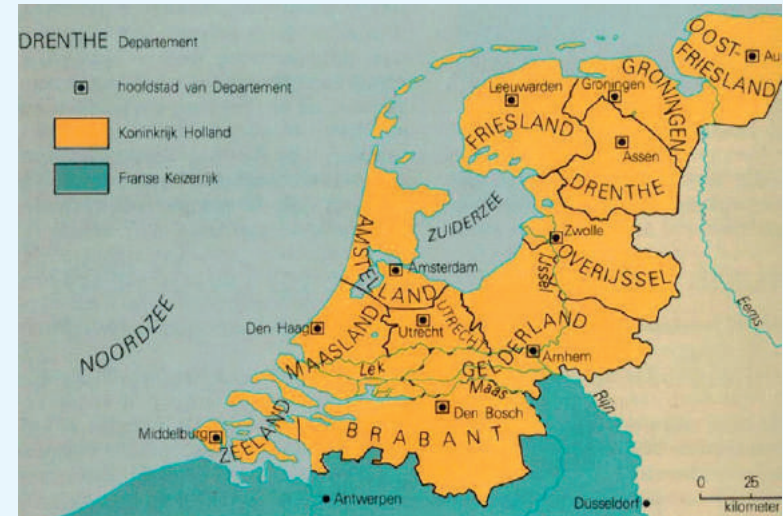 DRENTHE Departement
hoofdstad van Departement
Koninkrijk Holland
Franse Keizerrijk
OOST-
FRIESLAND
Au
GRONINGEN
Leeuwarden
Groningen
FRIESLAND
Assen
DRENTHE
ZUIDERZEE
Zwolle
OVERIJSSEL
IJssel
AMSTELLAND
Amsterdam
Eems
NOORDZEE
Den Haag
MAASLAND
Utrecht
UTRECHT
GELDERLAND
Arnhem
Lek
Maas
Rijn
Den Bosch
Middelburg
ZEELAND
BRABANT
Antwerpen
Düsseldorf
0 25
kilometer